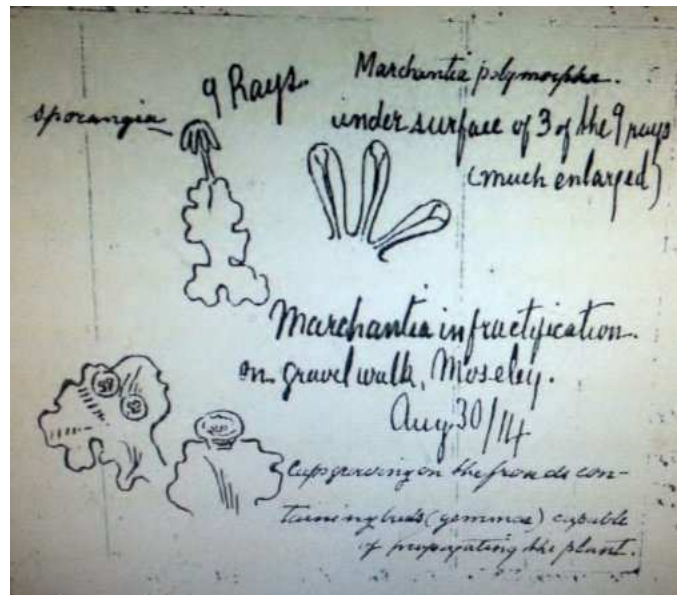 9 Rays.
Marchantia polymorpha.
sporangia
under surface of 3 of the 9 rays
(much enlarged)
Marchantia in fructification
on gravel walk, Moseley.
Aug 30/14
Cups growing on the fronds con-
taining buds (gemmae) capable
of propagating the plant.